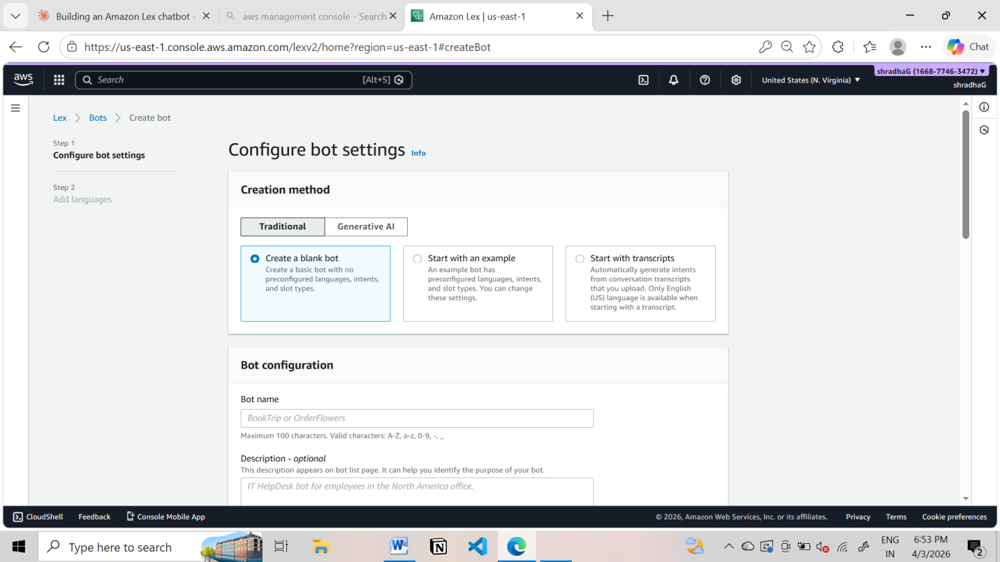 Building an Amazon Lex chatbot -
aws management console - Search
Amazon Lex | us-east-1
https://us-east-1.console.aws.amazon.com/lexv2/home?region=us-east-1#createBot
Chat
aws
Search
[Alt+S]
United States (N. Virginia) ▼
shradhaG (1668-7746-3472) ▼
shradhaG
Lex
Bots
Create bot
Step 1
Configure bot settings
Step 2
Add languages
Configure bot settings Info
Creation method
Traditional
Generative AI
Create a blank bot
Create a basic bot with no
preconfigured languages, intents,
and slot types.
Start with an example
An example bot has
preconfigured languages, intents,
and slot types. You can change
these settings.
Start with transcripts
Automatically generate intents
from conversation transcripts
that you upload. Only English
(US) language is available when
starting with a transcript.
Bot configuration
Bot name
BookTrip or OrderFlowers
Maximum 100 characters. Valid characters: A-Z, a-z, 0-9, -, _
Description - optional
This description appears on bot list page. It can help you identify the purpose of your bot.
IT HelpDesk bot for employees in the North America office.
CloudShell
Feedback
Console Mobile App
© 2026, Amazon Web Services, Inc. or its affiliates.
Privacy
Terms
Cookie preferences
Type here to search
ENG
IN
6:53 PM
4/3/2026
2